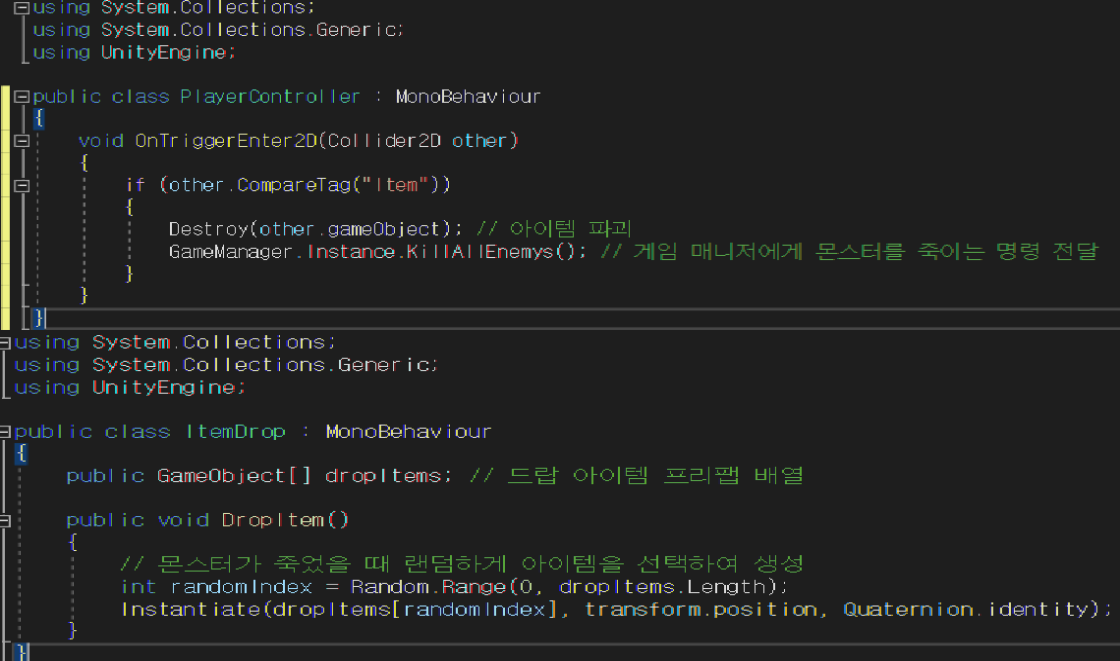 using System.Collections;
using System.Collections.Generic;
using UnityEngine;
public class PlayerController : MonoBehaviour
{
void OnTriggerEnter2D(Collider2D other)
{
if (other.CompareTag("Item"))
{
Destroy(other.gameObject); // 아이템 파괴
GameManager.Instance.KillAllEnemys(); // 게임 매니저에게 몬스터를 죽이는 명령 전달
}
}
}
using System.Collections;
using System.Collections.Generic;
using UnityEngine;
public class ItemDrop : MonoBehaviour
{
public GameObject[] dropItems; // 드랍 아이템 프리팹 배열
public void DropItem()
{
// 몬스터가 죽었을 때 랜덤하게 아이템을 선택하여 생성
int randomIndex = Random.Range(0, dropItems.Length);
Instantiate(dropItems[randomIndex], transform.position, Quaternion.identity);
}
}